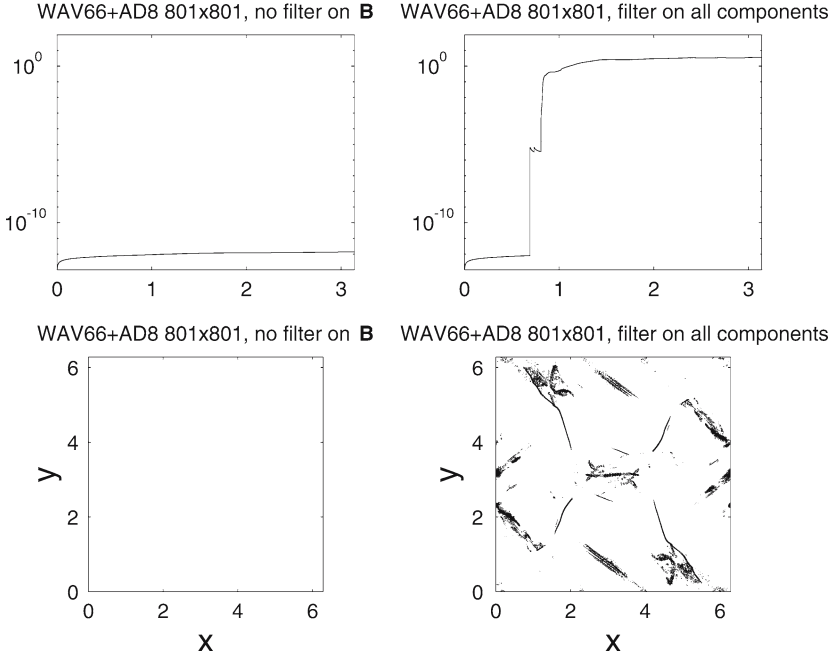 WAV66+AD8 801x801, no filter on B
WAV66+AD8 801x801, filter on all components
10^0
10^-10
0 1 2 3
10^0
10^-10
0 1 2 3
WAV66+AD8 801x801, no filter on B
WAV66+AD8 801x801, filter on all components
6
4
2
0
y
0 2 4 6
x
6
4
2
0
y
0 2 4 6
x